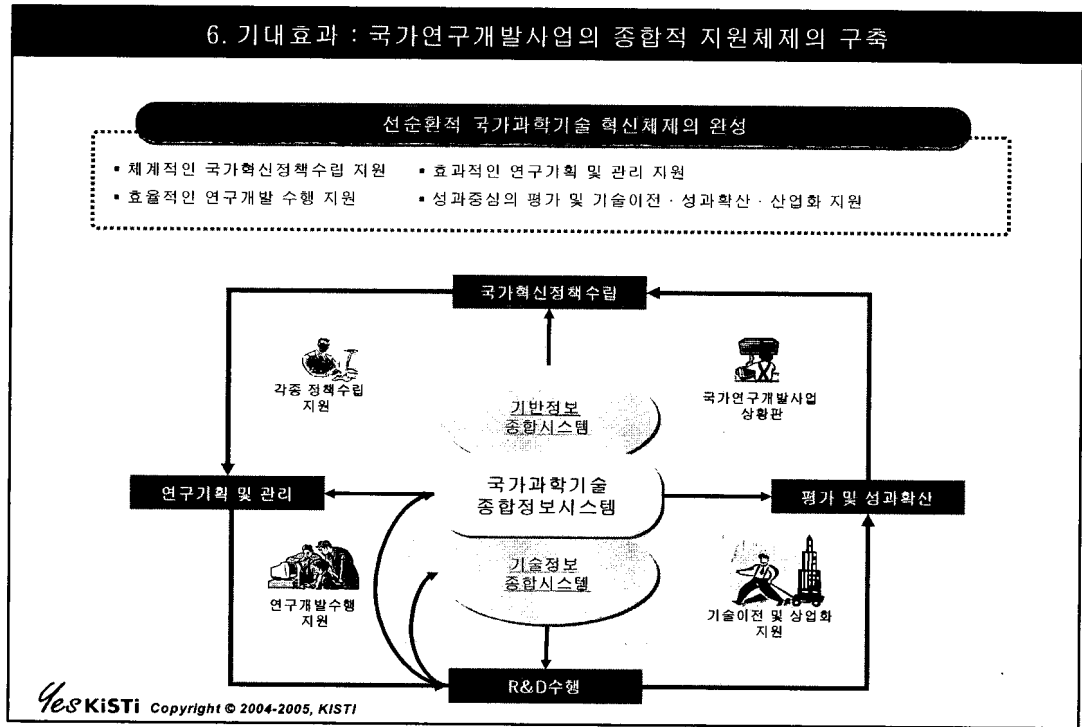 6. 기대효과 : 국가연구개발사업의 종합적 지원체제의 구축
선순환적 국가과학기술 혁신체제의 완성
▪ 체계적인 국가혁신정책수립 지원 ▪ 효과적인 연구기획 및 관리 지원
▪ 효율적인 연구개발 수행 지원 ▪ 성과중심의 평가 및 기술이전 · 성과확산 · 산업화 지원
국가혁신정책수립
각종 정책수립
지원
국가연구개발사업
상황판
기반정보
종합시스템
연구기획 및 관리
국가과학기술
종합정보시스템
평가 및 성과확산
기술정보
종합시스템
연구개발수행
지원
기술이전 및 상업화
지원
R&D수행
Yes KiSTi Copyright © 2004-2005, KISTI